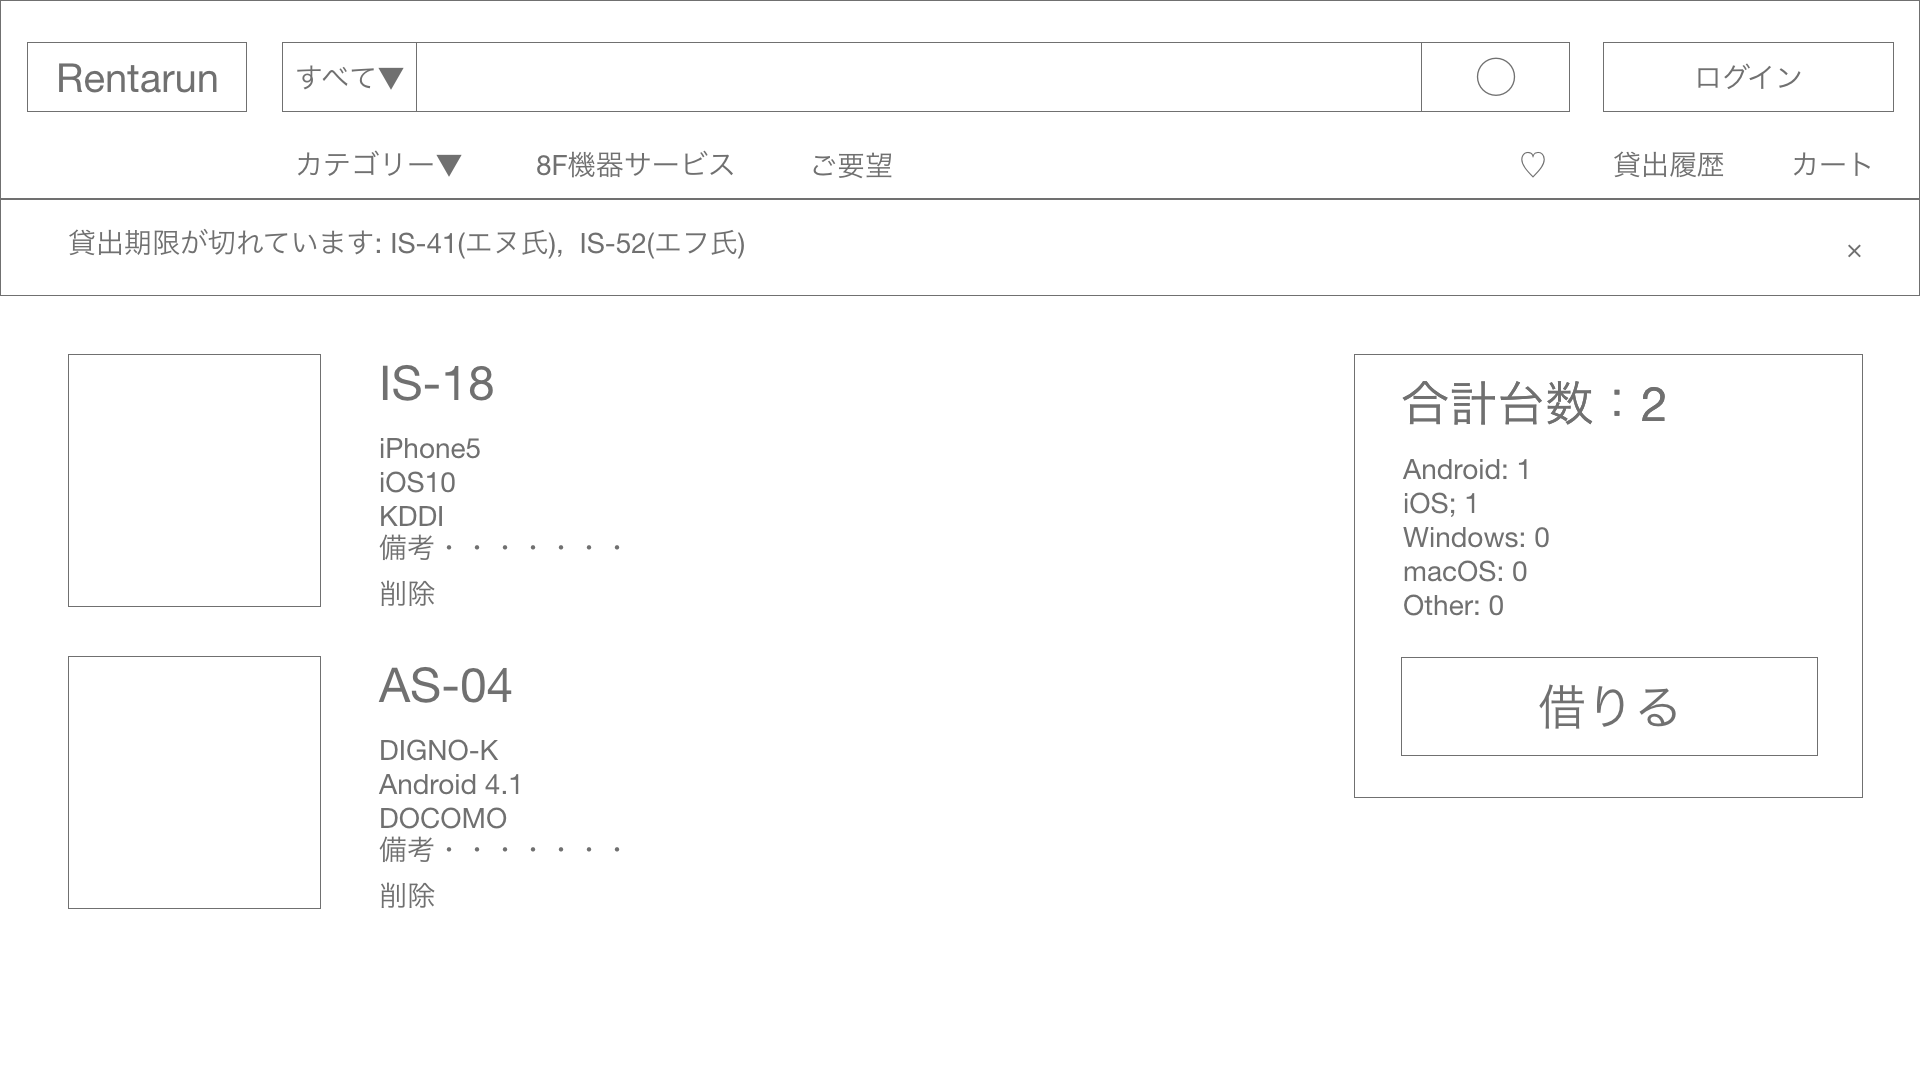 Rentarun
すべて▼
ログイン
カテゴリー▼
8F機器サービス
ご要望
♡
貸出履歴
カート
貸出期限が切れています: IS-41(エヌ氏),  IS-52(エフ氏)
×
IS-18
iPhone5
iOS10
KDDI
備考・・・・・・・
削除
AS-04
DIGNO-K
Android 4.1
DOCOMO
備考・・・・・・・
削除
合計台数：2
Android: 1
iOS; 1
Windows: 0
macOS: 0
Other: 0
借りる